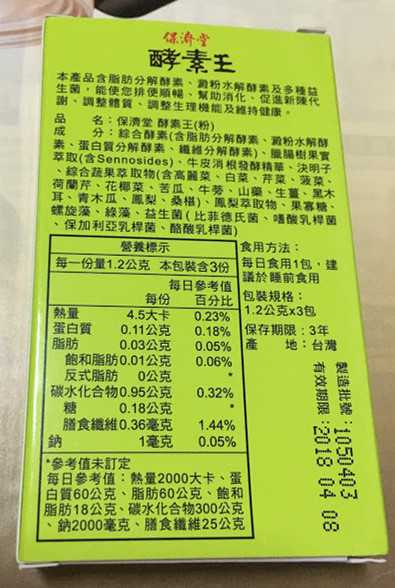 保濟堂
酵素王
本產品含脂肪分解酵素、澱粉水解酵素及多種益
生菌，能使您排便順暢、幫助消化、促進新陳代
謝、調整體質、調整生理機能及維持健康。
品　　名：保濟堂 酵素王(粉)
成　　分：綜合酵素(含脂肪分解酵素、澱粉水解酵
素、蛋白質分解酵素、纖維分解酵素)、臘腸樹果實
萃取(含Sennosides)、牛皮消根發酵精華、決明子
、綜合蔬果萃取物(含高麗菜、白菜、芹菜、菠菜、
荷蘭芹、花椰菜、苦瓜、牛蒡、山藥、生薑、黑木
耳、青木瓜、鳳梨、桑椹)、鳳梨萃取物、果寡糖、
螺旋藻、綠藻、益生菌(比菲德氏菌、嗜酸乳桿菌
、保加利亞乳桿菌、酪酸乳桿菌)
營養標示
每一份量1.2公克 本包裝含3份
每日參考值
每份 百分比
熱量 4.5大卡 0.23%
蛋白質 0.11公克 0.18%
脂肪 0.03公克 0.05%
飽和脂肪 0.01公克 0.06%
反式脂肪 0公克 *
碳水化合物 0.95公克 0.32%
糖 0.18公克 *
膳食纖維 0.36毫克 1.44%
鈉 1毫克 0.05%
*參考值未訂定
每日參考值：熱量2000大卡、蛋
白質60公克、脂肪60公克、飽和
脂肪18公克、碳水化合物300公克
、鈉2000毫克、膳食纖維25公克
食用方法：
每日食用1包，建
議於睡前食用
包裝規格：
1.2公克x3包
保存期限：3年
產　　地：台灣
製造批號：1050403
有效期限：2018 04 08